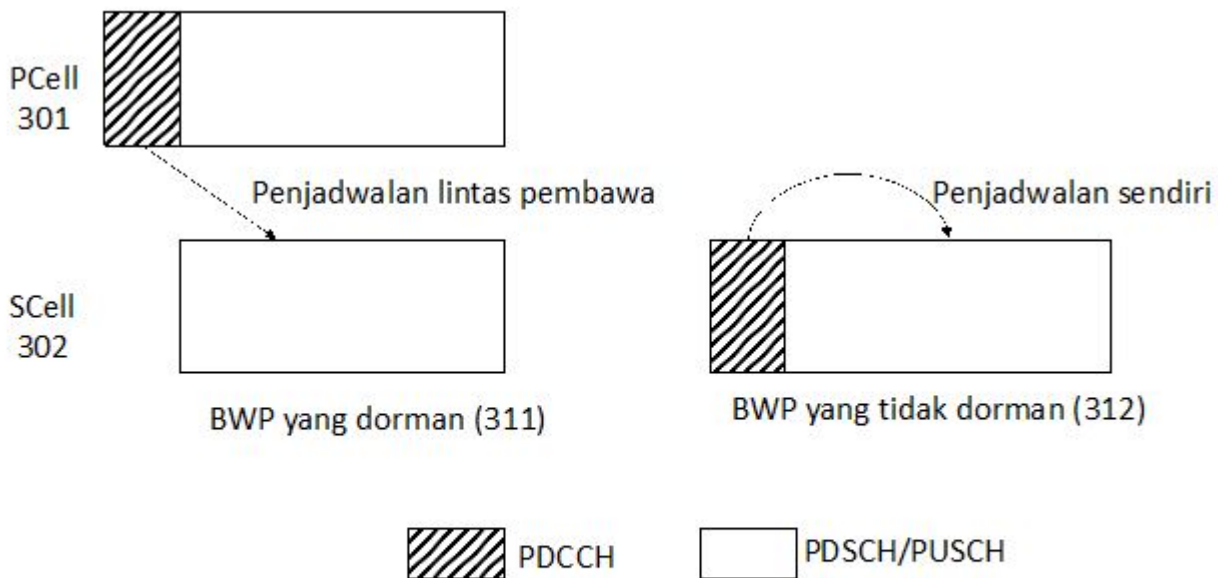 PCell
301
Penjadwalan lintas pembawa
Penjadwalan sendiri
SCell
302
BWP yang dorman (311)
BWP yang tidak dorman (312)
PDCCH
PDSCH/PUSCH